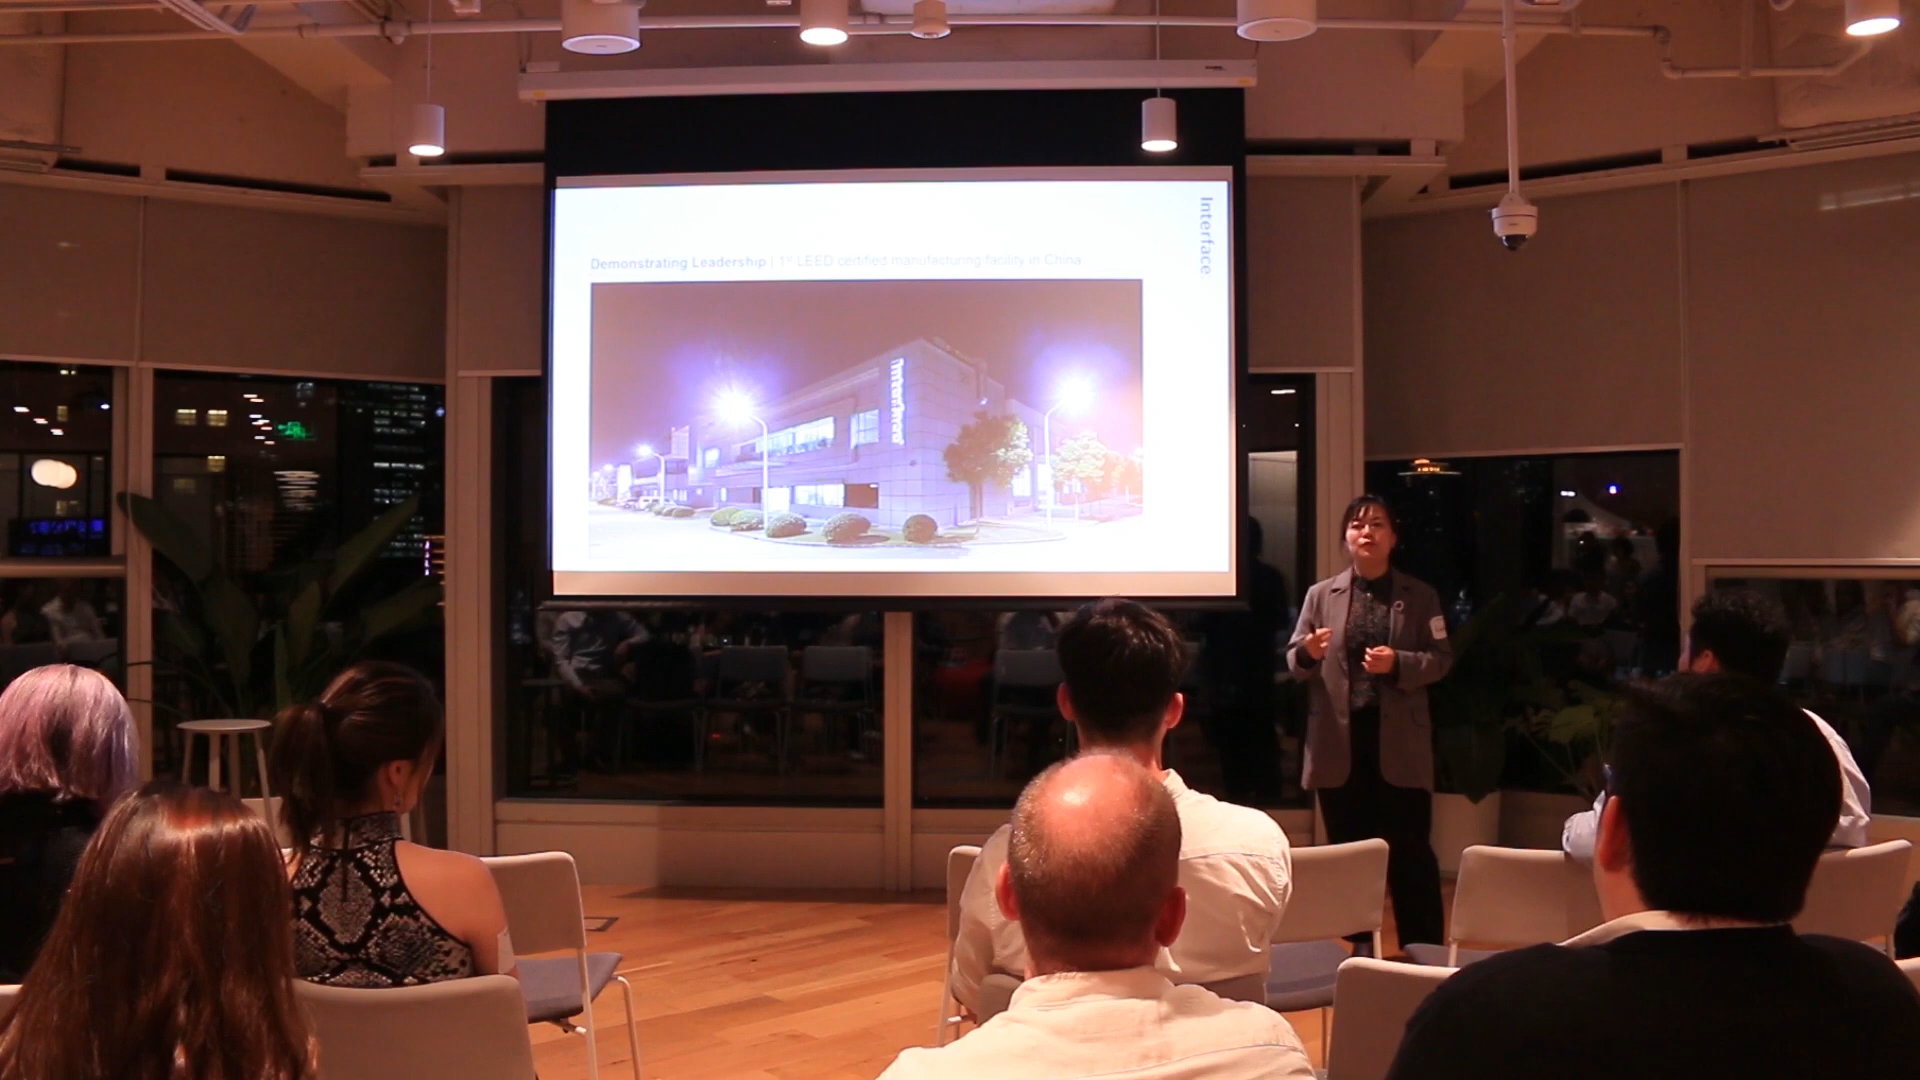 Interface
Demonstrating Leadership | 1st LEED certified manufacturing facility in China
Interface